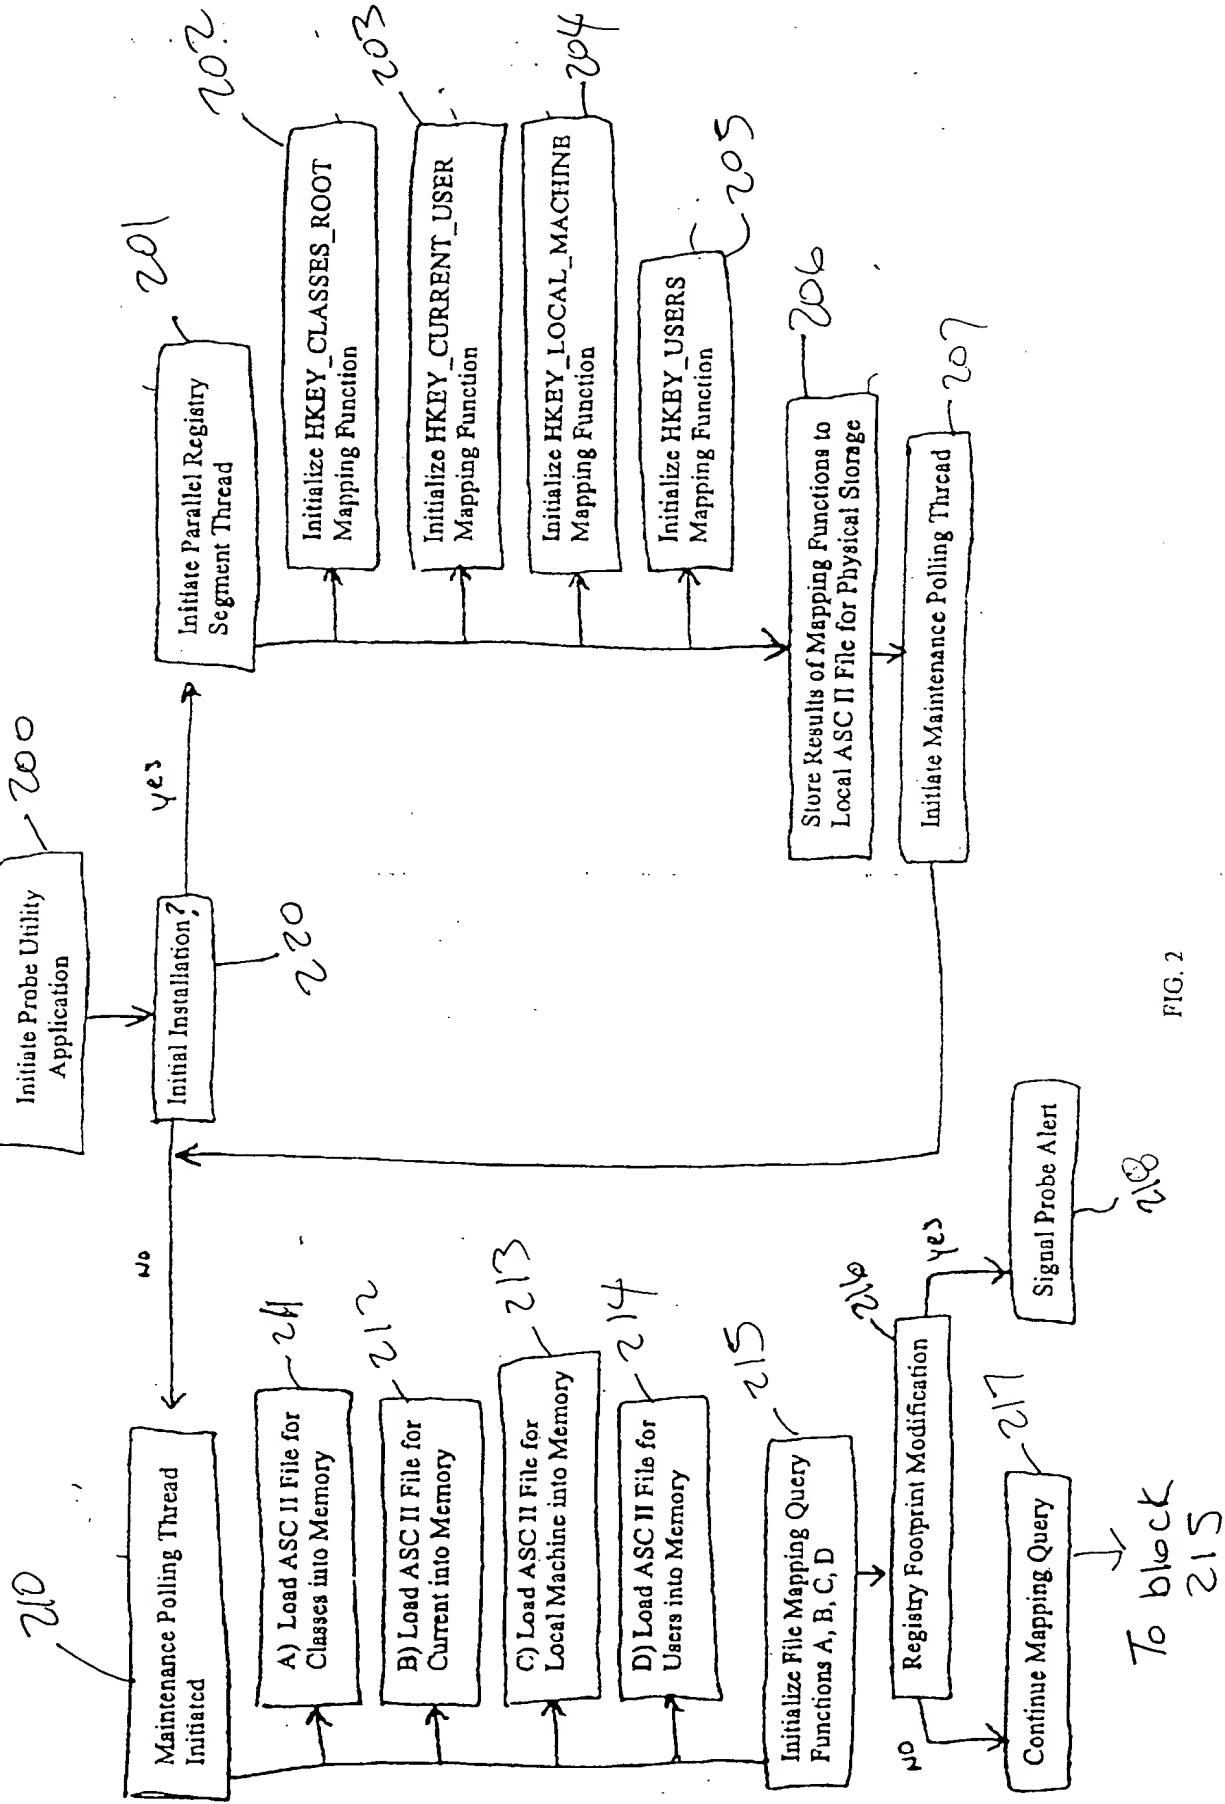 Initiate Probe Utility
Application
200
Initial Installation?
220
yes
No
Initiate Parallel Registry
Segment Thread
201
Initialize HKEY_CLASSES_ROOT
Mapping Function
202
Initialize HKEY_CURRENT_USER
Mapping Function
203
Initialize HKEY_LOCAL_MACHINE
Mapping Function
204
Initialize HKEY_USERS
Mapping Function
205
Store Results of Mapping Functions to
Local ASC II File for Physical Storage
206
Initiate Maintenance Polling Thread
207
210
Maintenance Polling Thread
Initiated
A) Load ASC II File for
Classes into Memory
211
B) Load ASC II File for
Current into Memory
212
C) Load ASC II File for
Local Machine into Memory
213
D) Load ASC II File for
Users into Memory
214
Initialize File Mapping Query
Functions A, B, C, D
215
Registry Footprint Modification
216
No
yes
Continue Mapping Query
217
Signal Probe Alert
218
To block
215
FIG. 2